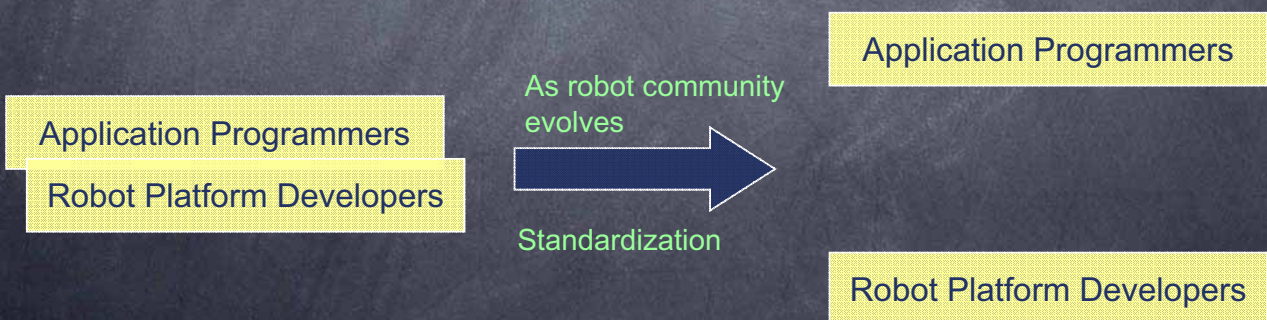 Application Programmers
Robot Platform Developers
As robot community
evolves
Standardization
Application Programmers
Robot Platform Developers